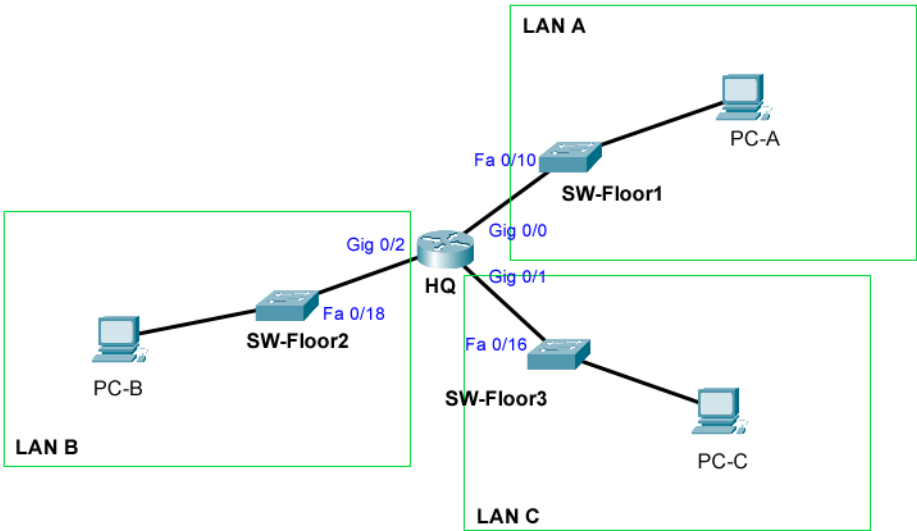 LAN A
PC-A
Fa 0/10
SW-Floor1
Gig 0/0
Gig 0/2
HQ
Gig 0/1
Fa 0/18
SW-Floor2
PC-B
LAN B
Fa 0/16
SW-Floor3
PC-C
LAN C